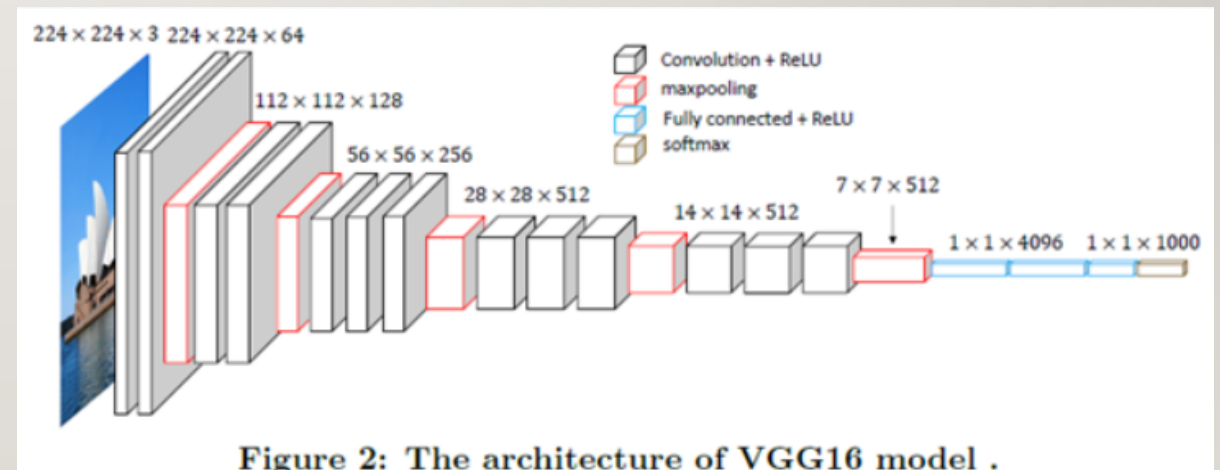 224 × 224 × 3 224 × 224 × 64
112 × 112 × 128
56 × 56 × 256
28 × 28 × 512
14 × 14 × 512
7 × 7 × 512
1 × 1 × 4096 1 × 1 × 1000
Convolution + ReLU
maxpooling
Fully connected + ReLU
softmax
Figure 2: The architecture of VGG16 model .